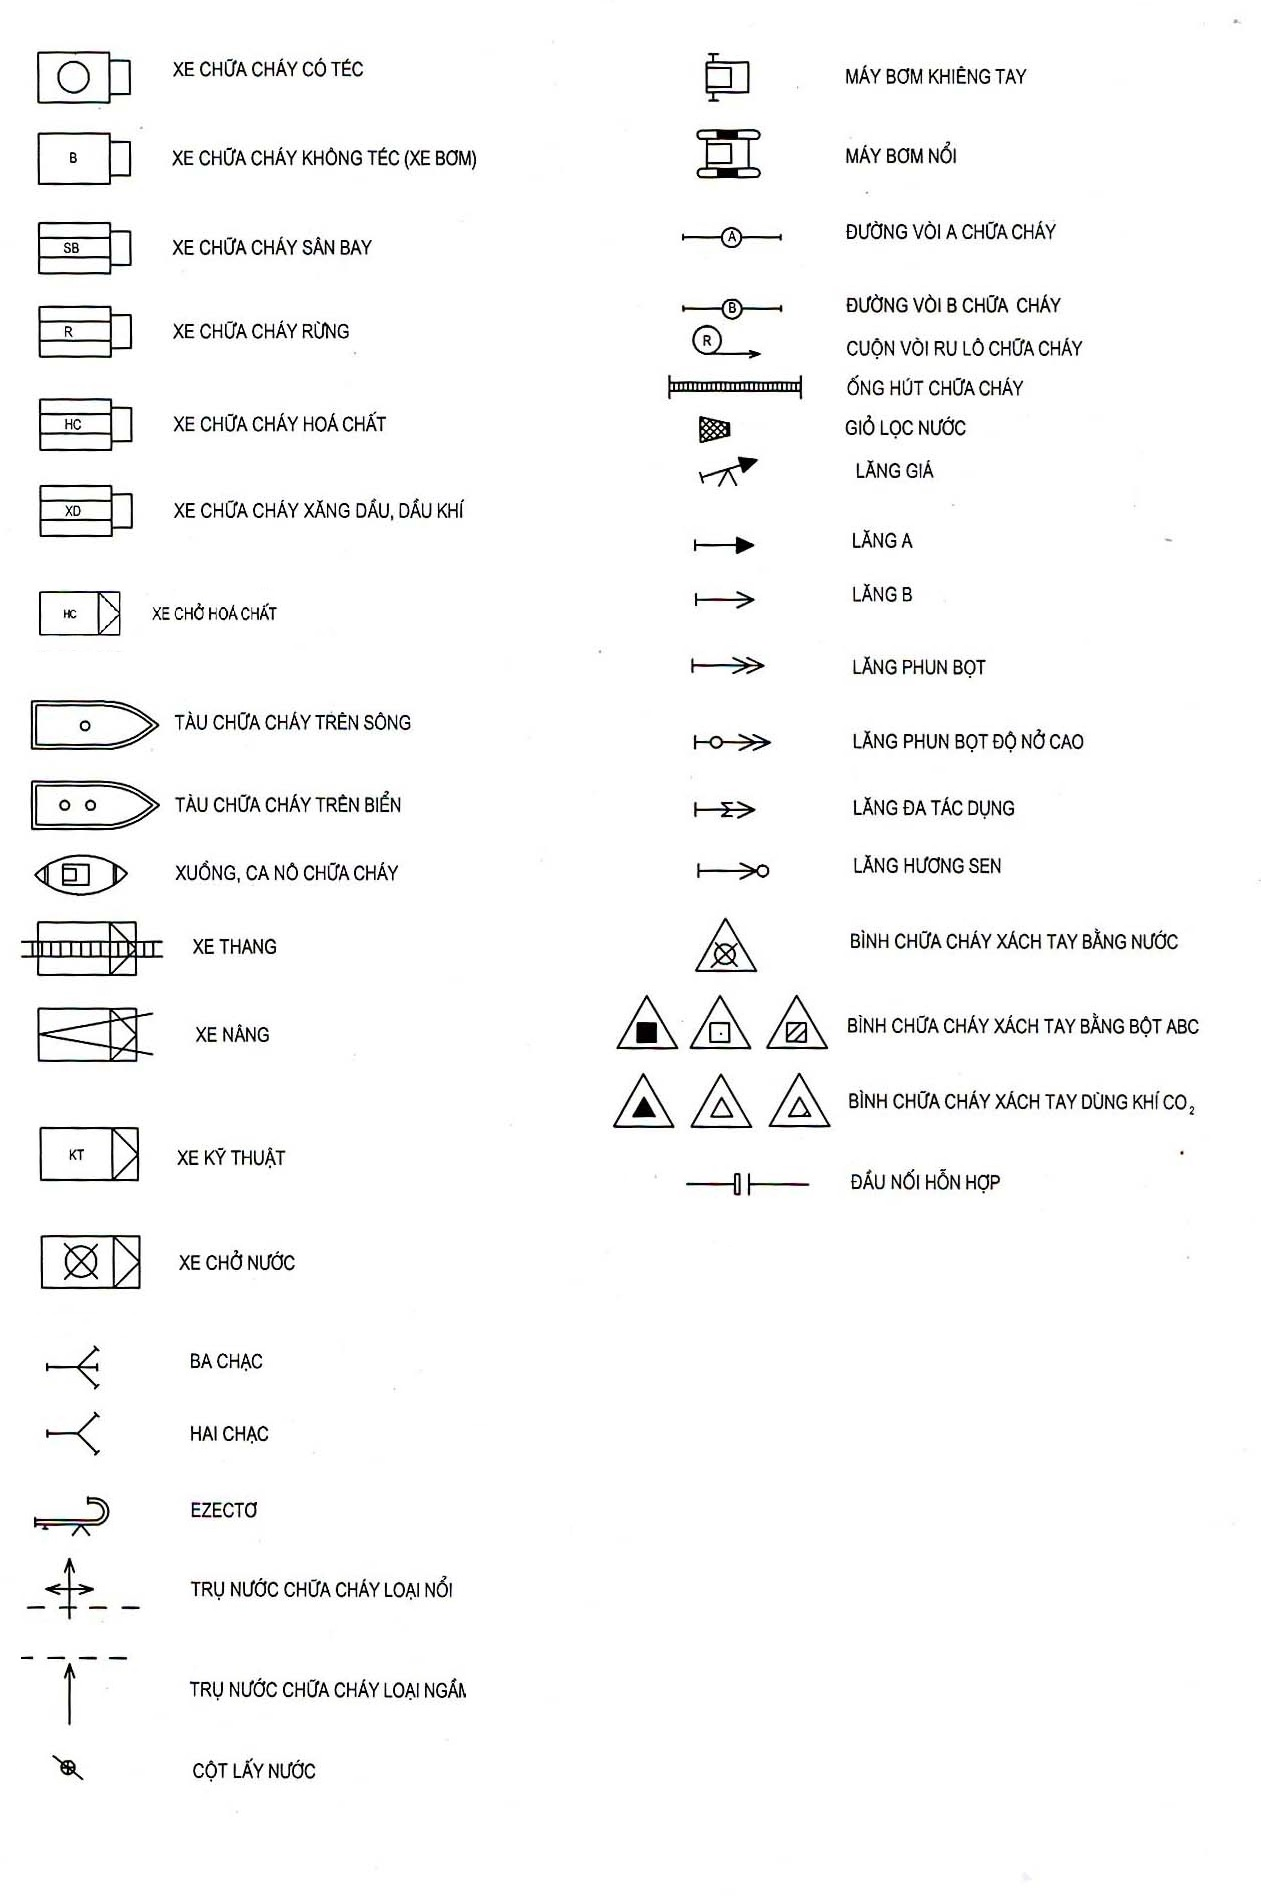 XE CHỮA CHÁY CÓ TÉC
B
XE CHỮA CHÁY KHÔNG TÉC (XE BƠM)
SB
XE CHỮA CHÁY SÂN BAY
R
XE CHỮA CHÁY RỪNG
HC
XE CHỮA CHÁY HOÁ CHẤT
XD
XE CHỮA CHÁY XĂNG DẦU, DẦU KHÍ
HC
XE CHỞ HOÁ CHẤT
TÀU CHỮA CHÁY TRÊN SÔNG
TÀU CHỮA CHÁY TRÊN BIỂN
XUỒNG, CA NÔ CHỮA CHÁY
XE THANG
XE NÂNG
KT
XE KỸ THUẬT
XE CHỞ NƯỚC
BA CHẠC
HAI CHẠC
EZECTƠ
TRỤ NƯỚC CHỮA CHÁY LOẠI NỔI
TRỤ NƯỚC CHỮA CHÁY LOẠI NGẦM
CỘT LẤY NƯỚC
MÁY BƠM KHIÊNG TAY
MÁY BƠM NỔI
A
ĐƯỜNG VÒI A CHỮA CHÁY
B
ĐƯỜNG VÒI B CHỮA CHÁY
R
CUỘN VÒI RU LÔ CHỮA CHÁY
ỐNG HÚT CHỮA CHÁY
GIỎ LỌC NƯỚC
LĂNG GIÁ
LĂNG A
LĂNG B
LĂNG PHUN BỌT
LĂNG PHUN BỌT ĐỘ NỞ CAO
LĂNG ĐA TÁC DỤNG
LĂNG HƯƠNG SEN
BÌNH CHỮA CHÁY XÁCH TAY BẰNG NƯỚC
BÌNH CHỮA CHÁY XÁCH TAY BẰNG BỘT ABC
BÌNH CHỮA CHÁY XÁCH TAY DÙNG KHÍ CO₂
ĐẦU NỐI HỖN HỢP